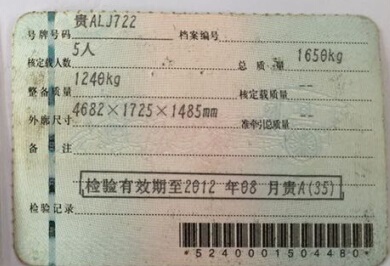 号牌号码 贵ALJ722 档案编号
核定载人数 5人 总质量 1650kg
整备质量 1240kg 核定载质量 --
外廓尺寸 4682×1725×1485mm 准牵引总质量 --
备注
检验有效期至2012 年08 月贵A(35)
检验记录
*5240001504480*